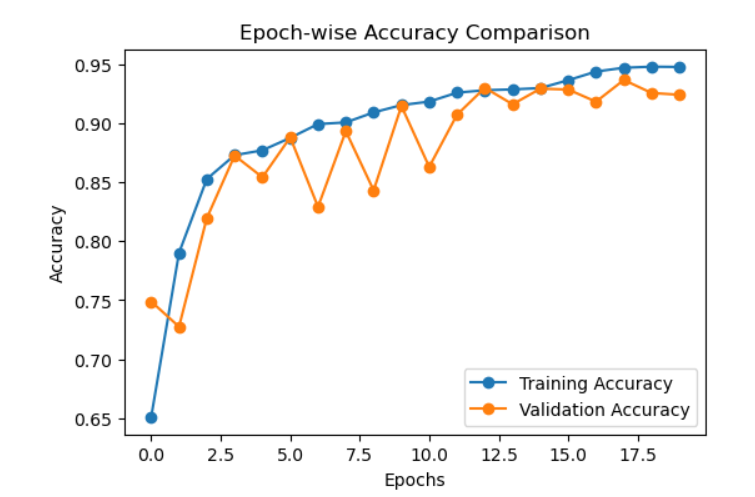 Epoch-wise Accuracy Comparison
0.95
0.90
0.85
0.80
0.75
0.70
0.65
Accuracy
Training Accuracy
Validation Accuracy
0.0 2.5 5.0 7.5 10.0 12.5 15.0 17.5
Epochs